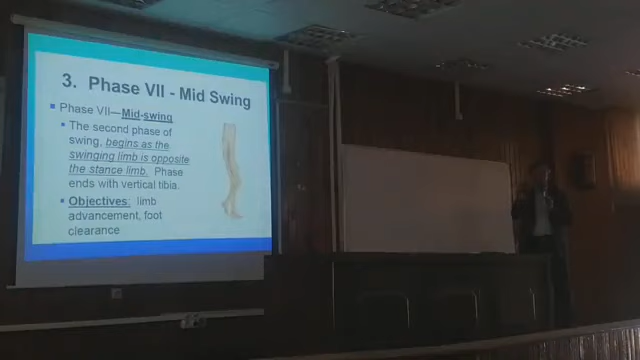 3. Phase VII - Mid Swing
Phase VII—Mid-swing
The second phase of
swing, begins as the
swinging limb is opposite
the stance limb. Phase
ends with vertical tibia.
Objectives: limb
advancement, foot
clearance